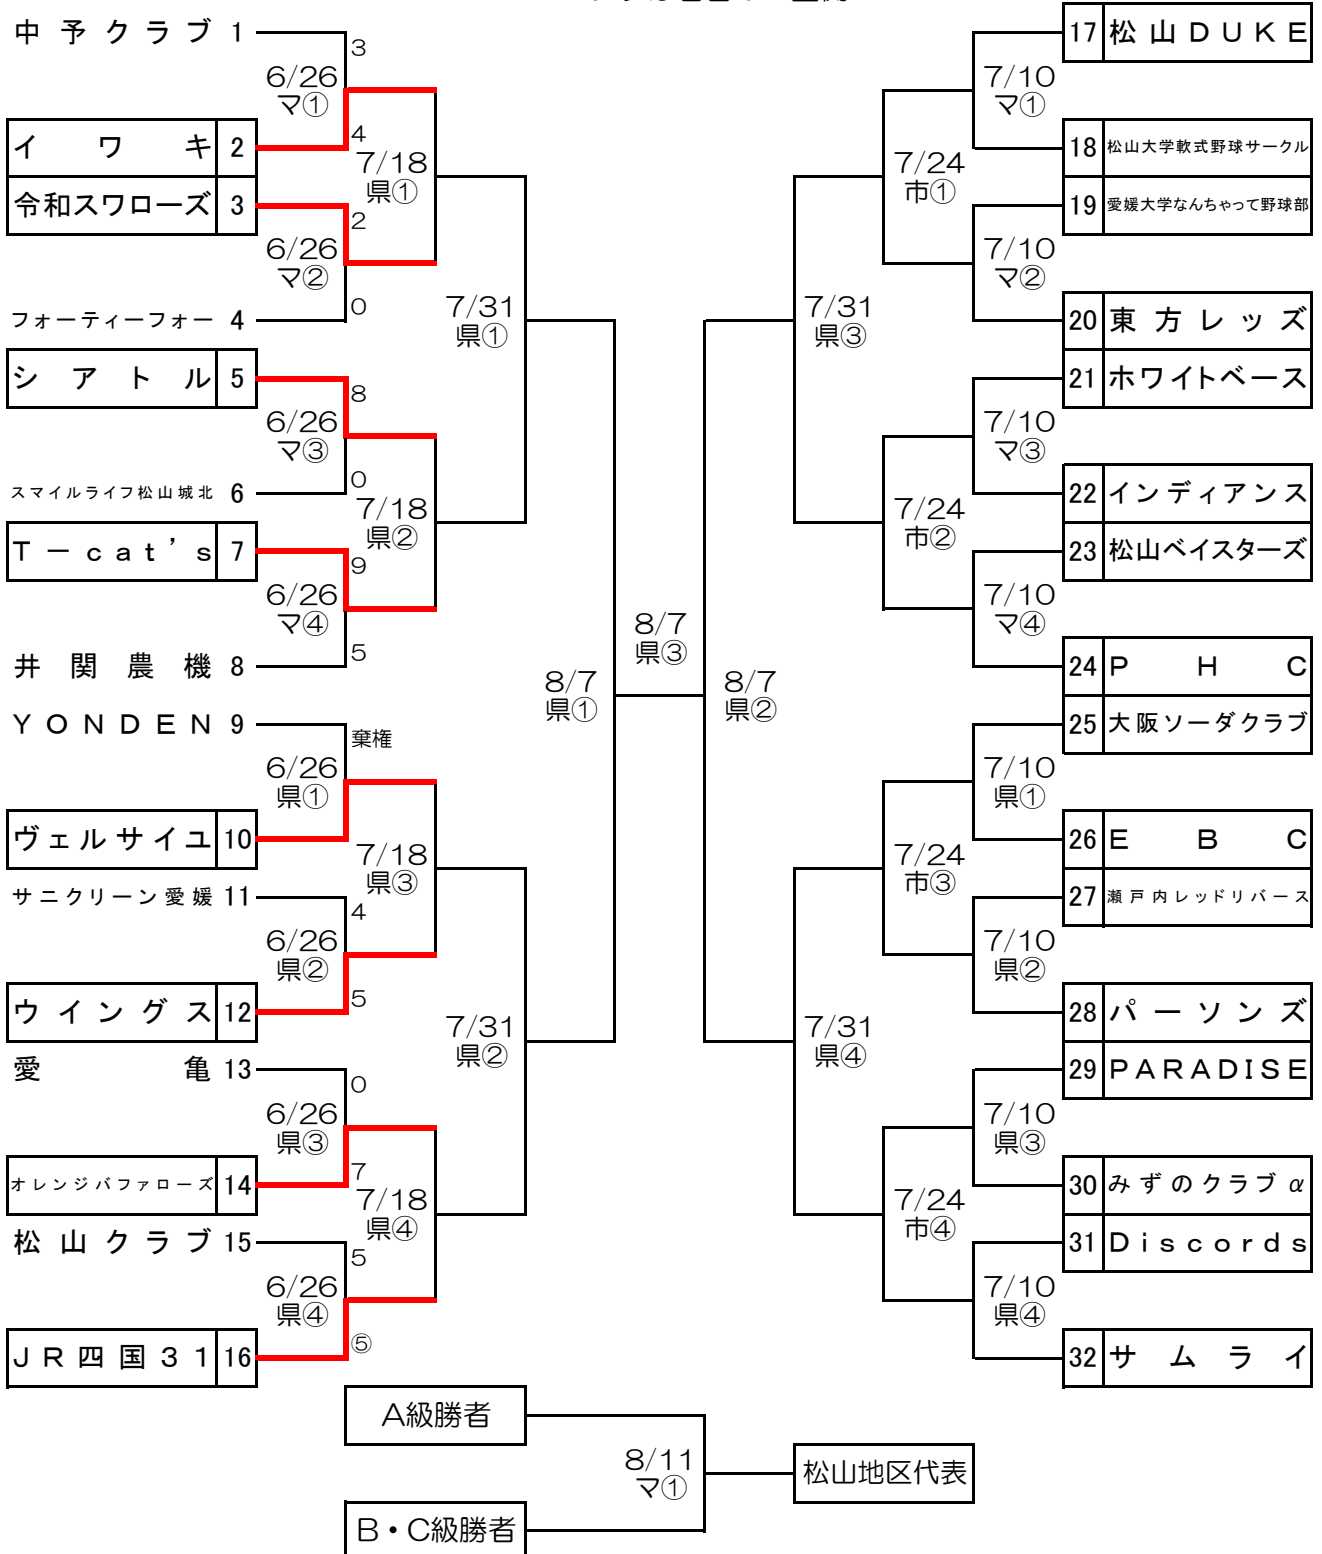 中予クラブ 1
3
6/26
マ①
イワキ 2
4
7/18
県①
令和スワローズ 3
2
6/26
マ②
フォーティーフォー 4
0
7/31
県①
シアトル 5
8
6/26
マ③
スマイルライフ松山城北 6
0
7/18
県②
T－cat’s 7
9
6/26
マ④
井関農機 8
5
8/7
県①
YONDEN 9
棄権
6/26
県①
ヴェルサイユ 10
7/18
県③
サニクリーン愛媛 11
4
6/26
県②
ウイングス 12
5
7/31
県②
愛亀 13
0
6/26
県③
オレンジバファローズ 14
7
7/18
県④
松山クラブ 15
5
6/26
県④
JR四国31 16
⑤
8/7
県③
17 松山DUKE
7/10
マ①
18 松山大学軟式野球サークル
7/24
市①
19 愛媛大学なんちゃって野球部
7/10
マ②
20 東方レッズ
7/31
県③
21 ホワイトベース
7/10
マ③
22 インディアンス
7/24
市②
23 松山ベイスターズ
7/10
マ④
24 PHC
8/7
県②
25 大阪ソーダクラブ
7/10
県①
26 EBC
7/24
市③
27 瀬戸内レッドリバース
7/10
県②
28 パーソンズ
7/31
県④
29 PARADISE
7/10
県③
30 みずのクラブα
7/24
市④
31 Discords
7/10
県④
32 サムライ
A級勝者
8/11
マ①
松山地区代表
B・C級勝者